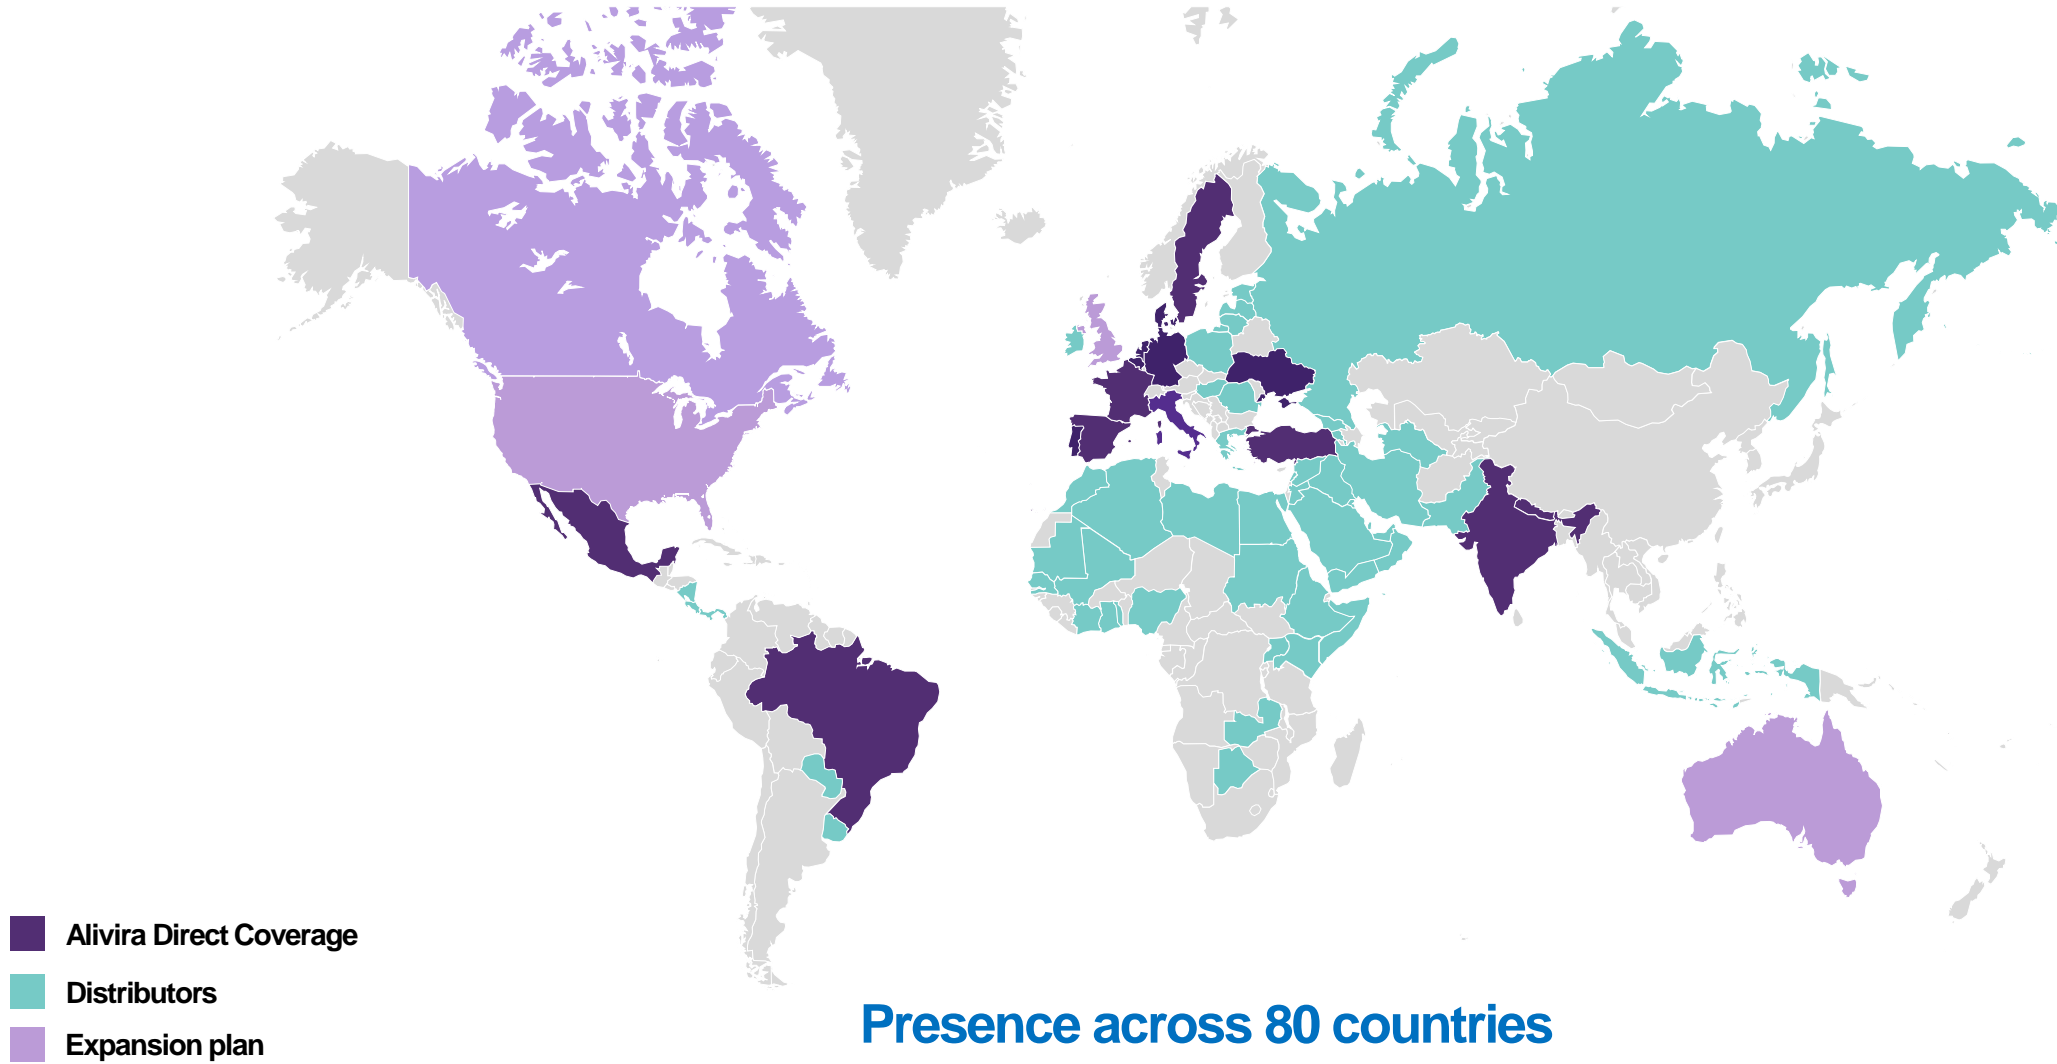 Alivira Direct Coverage
Distributors
Expansion plan
Presence across 80 countries